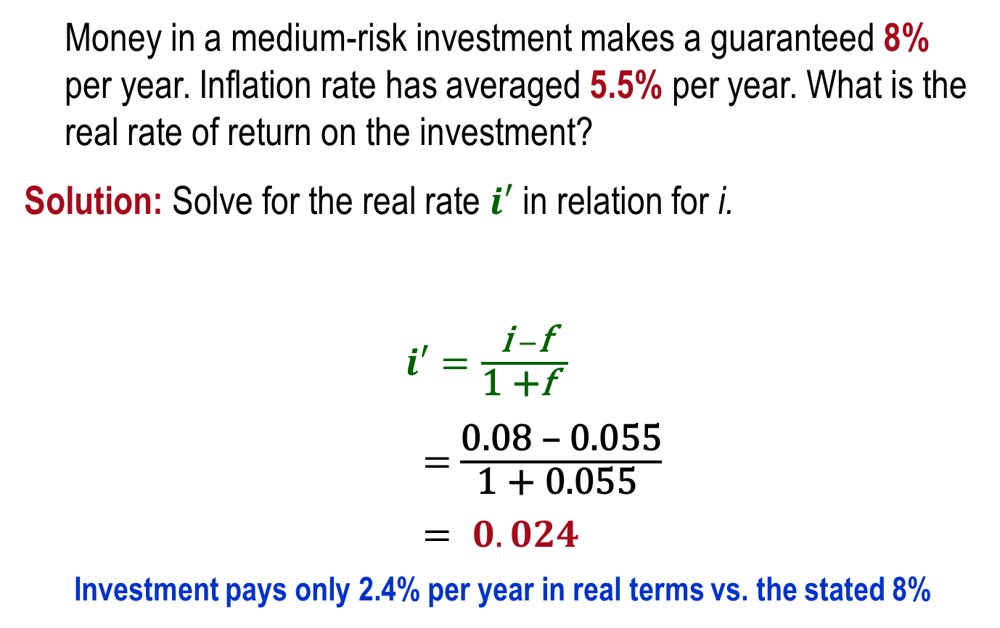 Money in a medium-risk investment makes a guaranteed 8%
per year. Inflation rate has averaged 5.5% per year. What is the
real rate of return on the investment?
Solution: Solve for the real rate i′ in relation for i.
i′ = i – f / 1 + f
= 0.08 – 0.055 / 1 + 0.055
= 0.024
Investment pays only 2.4% per year in real terms vs. the stated 8%